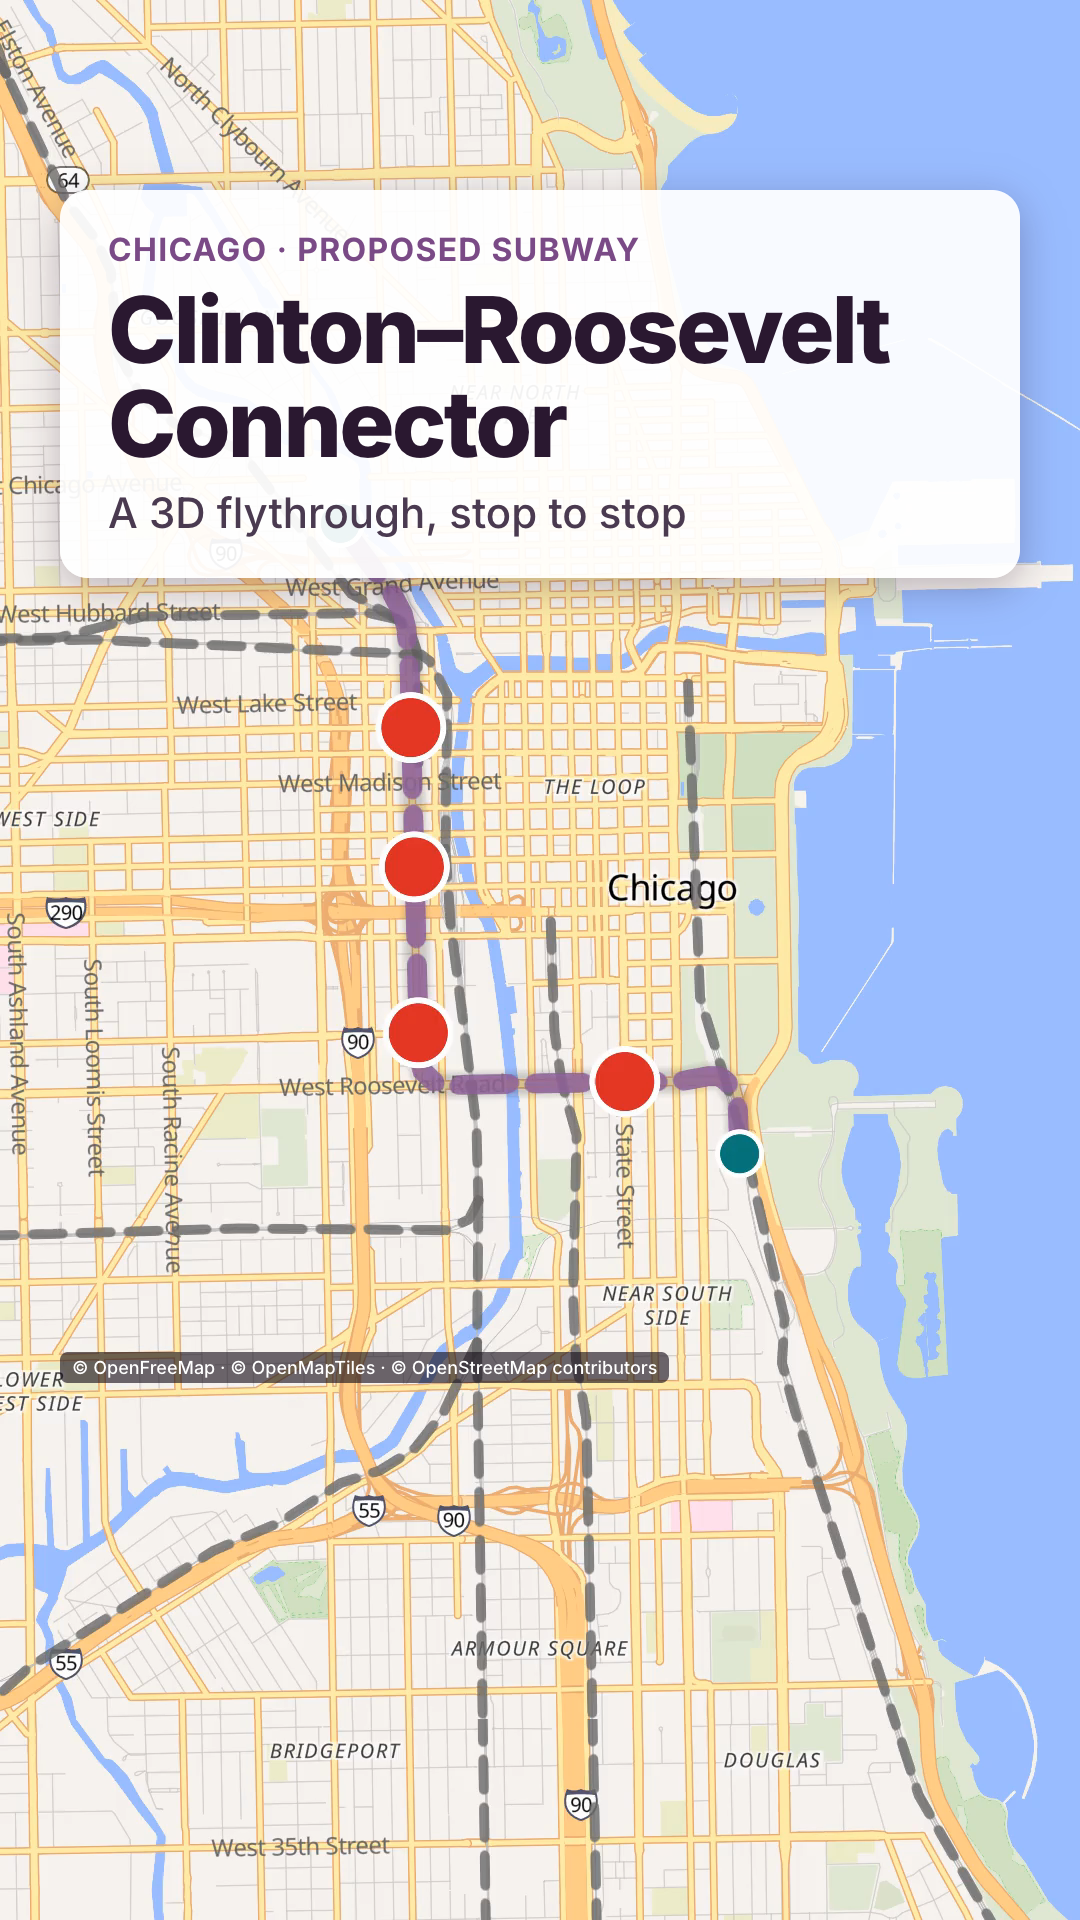 Elston Avenue
North Clybourn Avenue
64
CHICAGO · PROPOSED SUBWAY
Clinton–Roosevelt
Connector
NEAR NORTH
West Chicago Avenue
A 3D flythrough, stop to stop
90
West Grand Avenue
West Hubbard Street
West Lake Street
West Madison Street
THE LOOP
WEST SIDE
Chicago
290
South Ashland Avenue
South Loomis Street
South Racine Avenue
90
West Roosevelt Road
State Street
NEAR SOUTH
SIDE
© OpenFreeMap · © OpenMapTiles · © OpenStreetMap contributors
LOWER
EST SIDE
55
90
55
ARMOUR SQUARE
BRIDGEPORT
DOUGLAS
90
West 35th Street